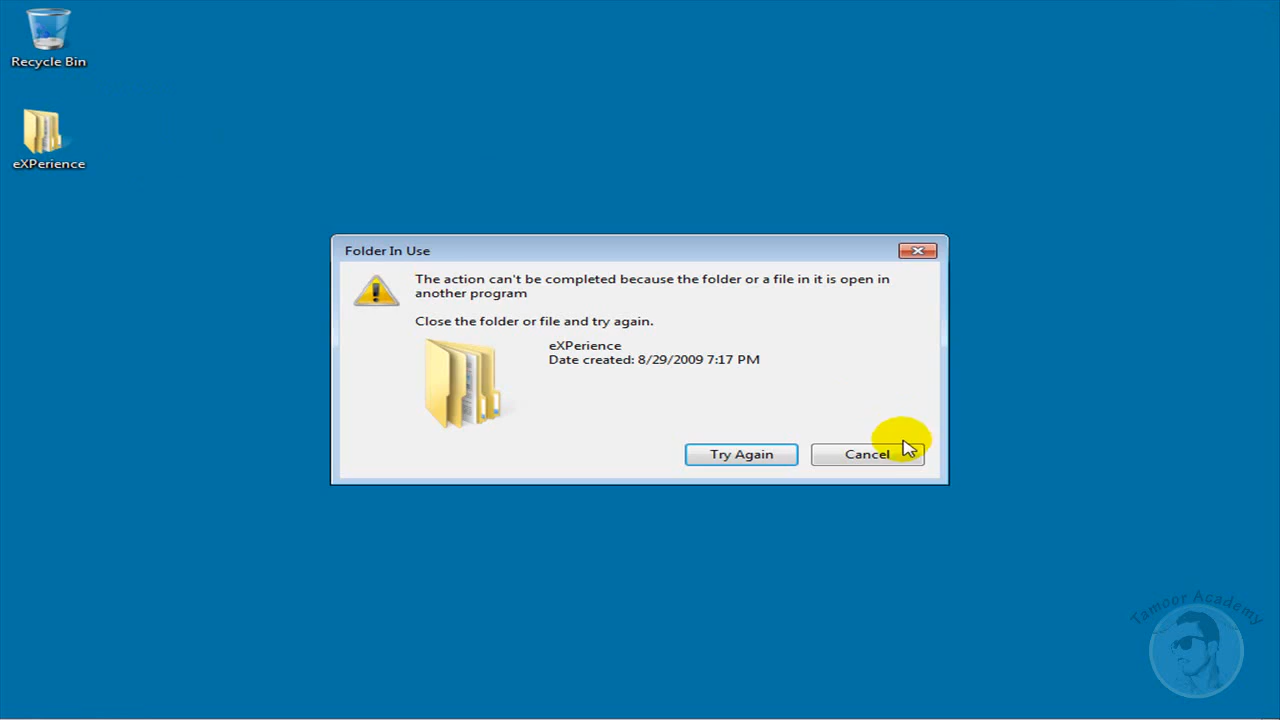 Recycle Bin
eXPerience
Folder In Use
The action can't be completed because the folder or a file in it is open in
another program
Close the folder or file and try again.
eXPerience
Date created: 8/29/2009 7:17 PM
Try Again
Cancel
Tamoor Academy